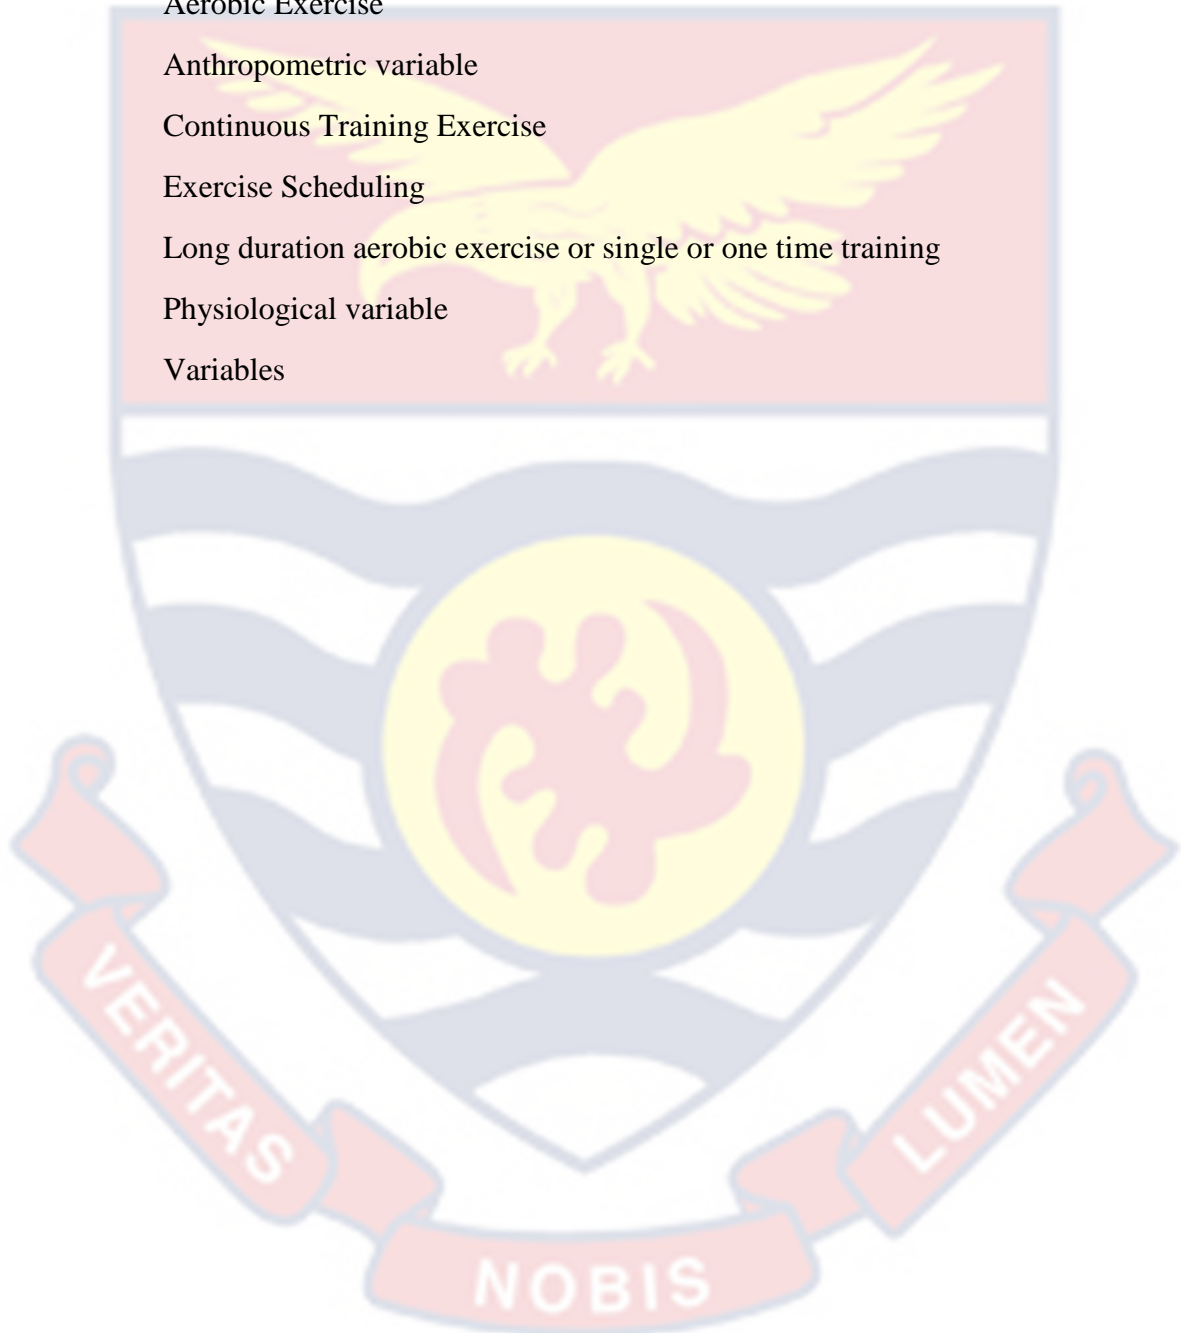 Aerobic Exercise
Anthropometric variable
Continuous Training Exercise
Exercise Scheduling
Long duration aerobic exercise or single or one time training
Physiological variable
Variables
VERITAS
NOBIS
LUMEN